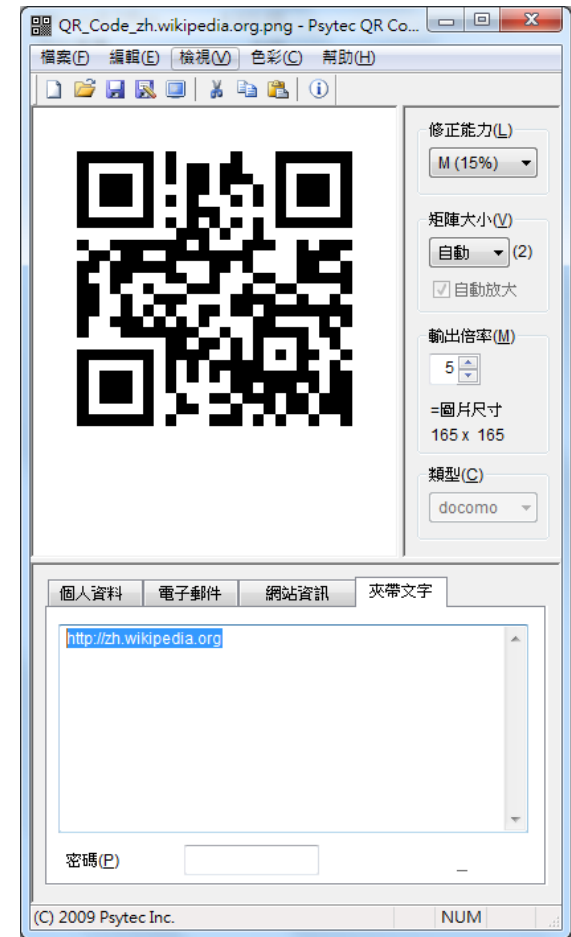 QR_Code_zh.wikipedia.org.png - Psytec QR Co...
檔案(F) 編輯(E) 檢視(V) 色彩(C) 幫助(H)
修正能力(L)
M (15%)
矩陣大小(V)
自動 (2)
自動放大
輸出倍率(M)
5
=圖片尺寸
165 x 165
類型(C)
docomo
個人資料 電子郵件 網站資訊 夾帶文字
http://zh.wikipedia.org
密碼(P)
(C) 2009 Psytec Inc. NUM